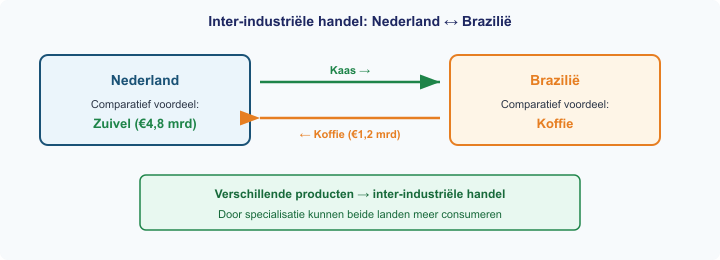 Inter-industriële handel: Nederland ↔ Brazilië
Nederland
Comparatief voordeel:
Zuivel (€4,8 mrd)
Kaas →
← Koffie (€1,2 mrd)
Brazilië
Comparatief voordeel:
Koffie
Verschillende producten → inter-industriële handel
Door specialisatie kunnen beide landen meer consumeren